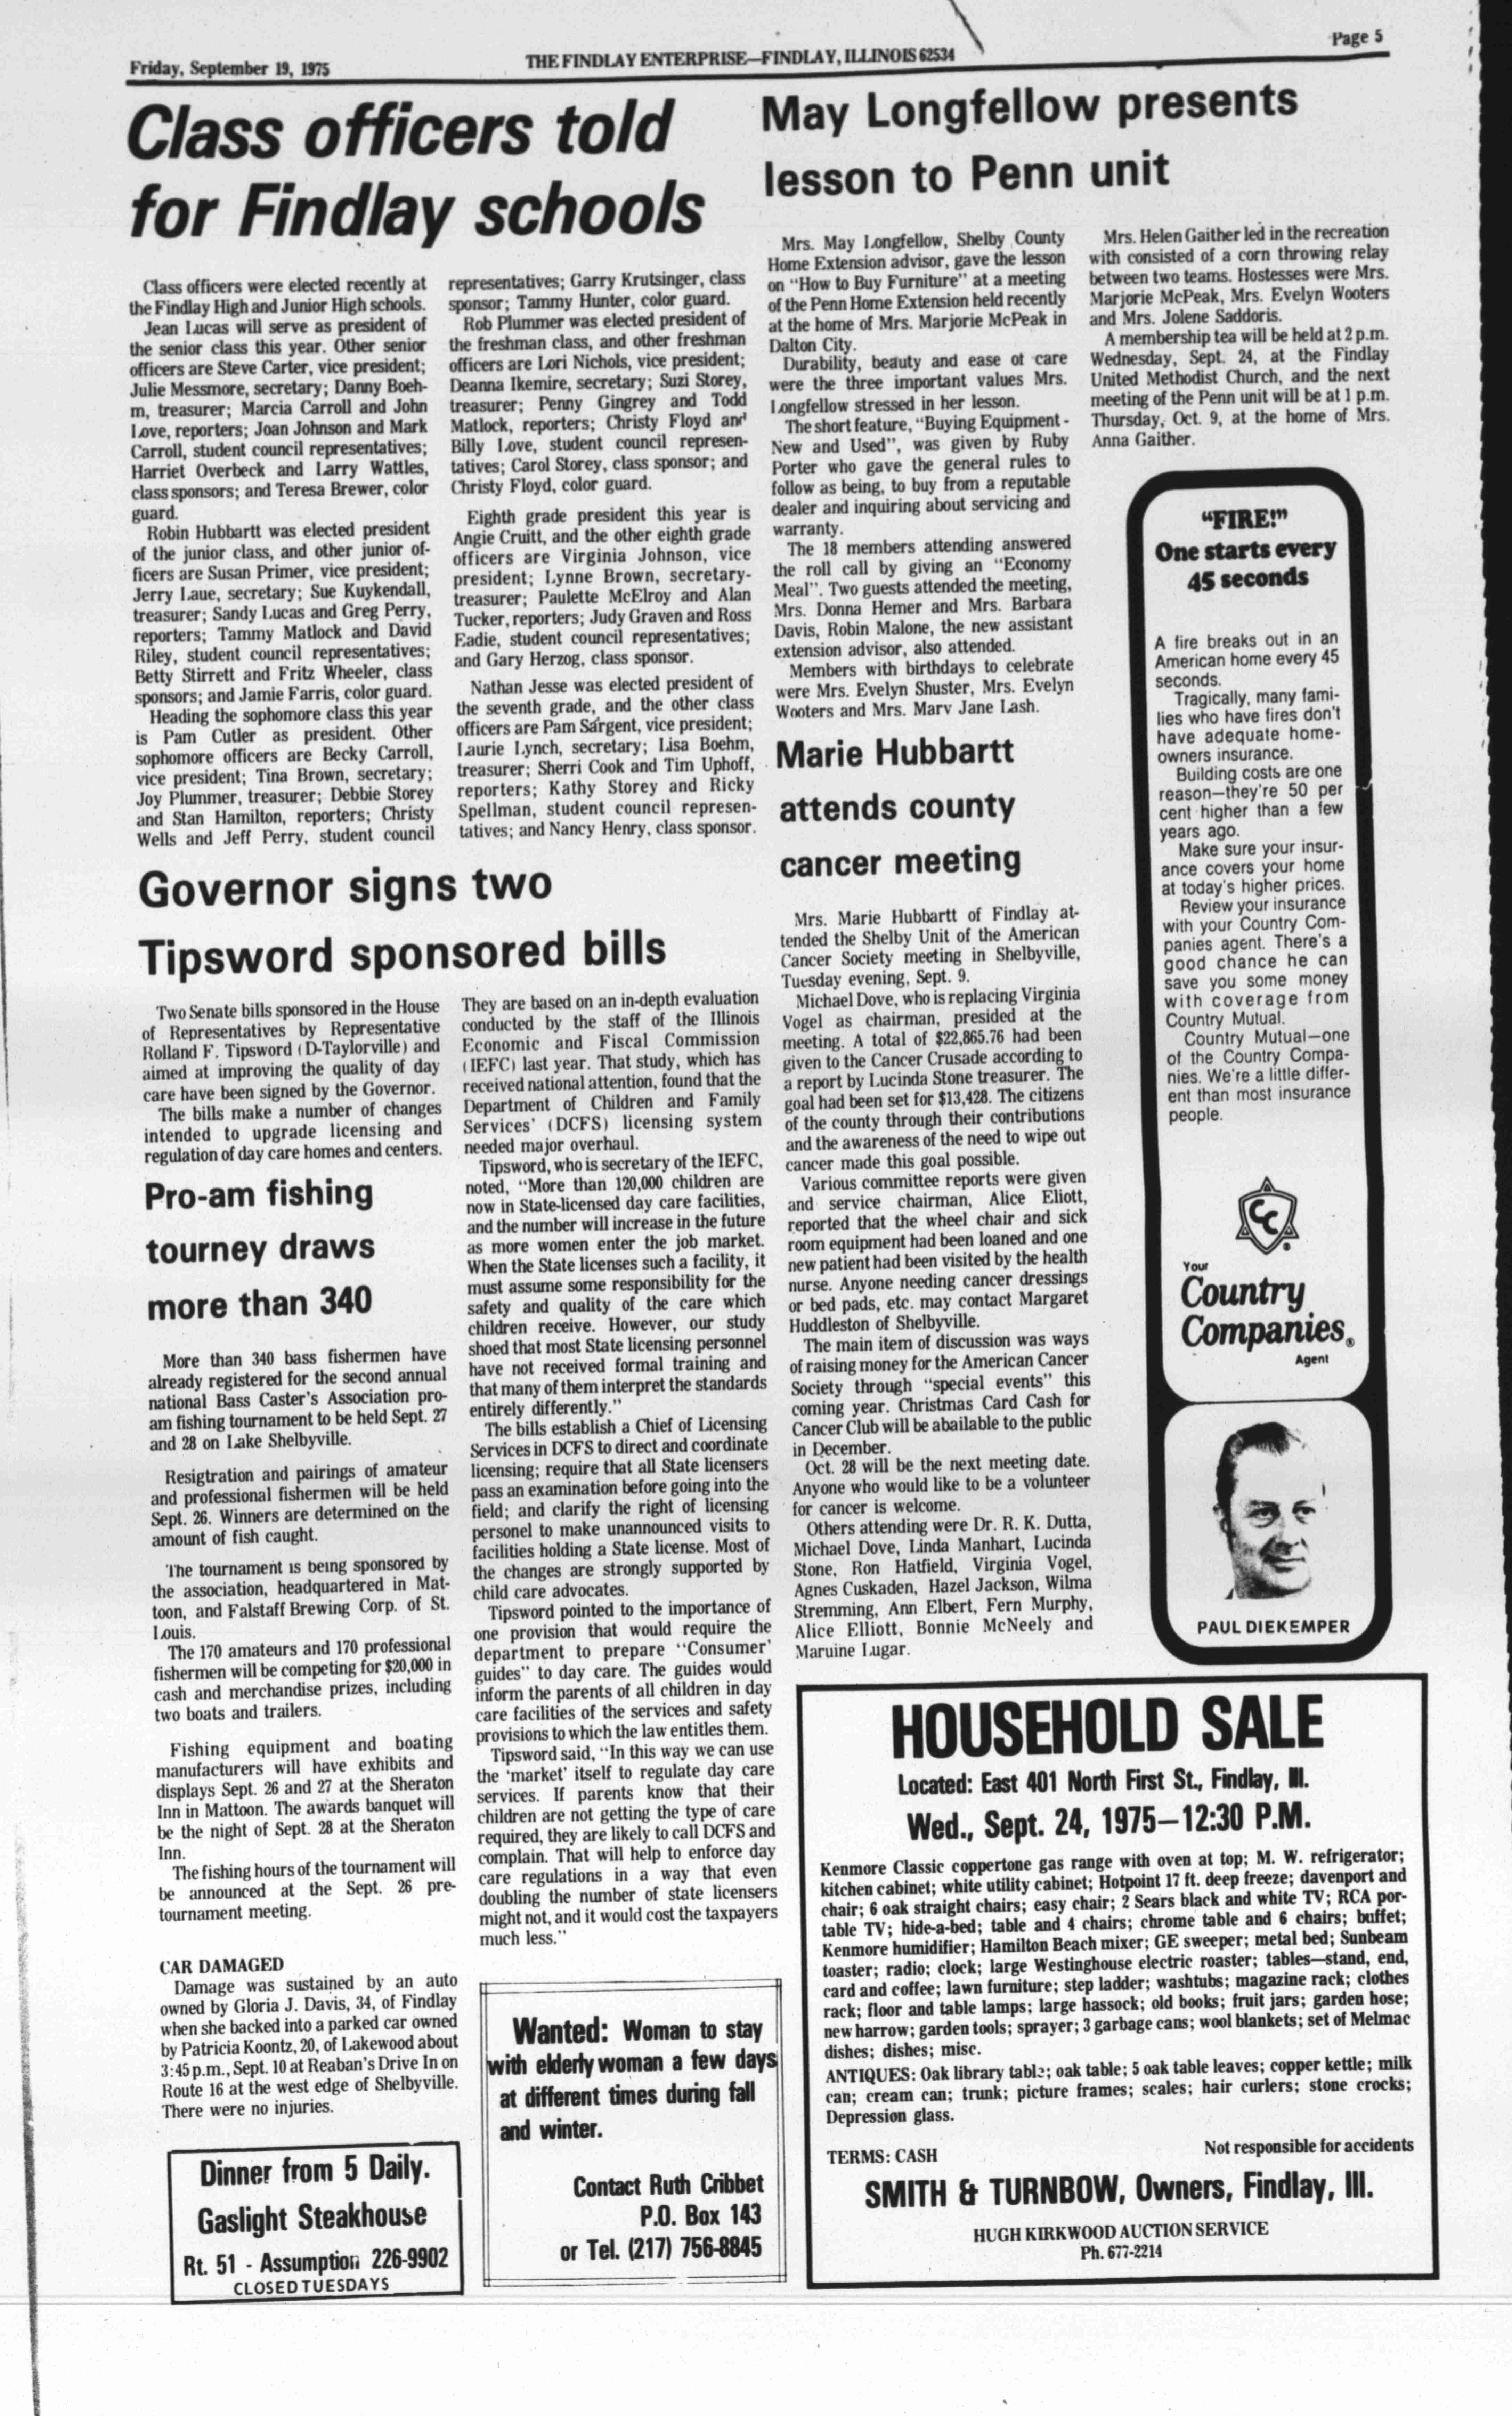 Friday, September 19, 1975
THE FINDLAY ENTERPRISE—FINDLAY, ILLINOIS 62534
Page 5
Class officers told
for Findlay schools
Class officers were elected recently at
the Findlay High and Junior High schools.
Jean Lucas will serve as president of
the senior class this year. Other senior
officers are Steve Carter, vice president;
Julie Messmore, secretary; Danny Boeh-
m, treasurer; Marcia Carroll and John
Love, reporters; Joan Johnson and Mark
Carroll, student council representatives;
Harriet Overbeck and Larry Wattles,
class sponsors; and Teresa Brewer, color
guard.
Robin Hubbartt was elected president
of the junior class, and other junior of-
ficers are Susan Primer, vice president;
Jerry Laue, secretary; Sue Kuykendall,
treasurer; Sandy Lucas and Greg Perry,
reporters; Tammy Matlock and David
Riley, student council representatives;
Betty Stirrett and Fritz Wheeler, class
sponsors; and Jamie Farris, color guard.
Heading the sophomore class this year
is Pam Cutler as president. Other
sophomore officers are Becky Carroll,
vice president; Tina Brown, secretary;
Joy Plummer, treasurer; Debbie Storey
and Stan Hamilton, reporters; Christy
Wells and Jeff Perry, student council
representatives; Garry Krutsinger, class
sponsor; Tammy Hunter, color guard.
Rob Plummer was elected president of
the freshman class, and other freshman
officers are Lori Nichols, vice president;
Deanna Ikemire, secretary; Suzi Storey,
treasurer; Penny Gingrey and Todd
Matlock, reporters; Christy Floyd and
Billy Love, student council represen-
tatives; Carol Storey, class sponsor; and
Christy Floyd, color guard.
Eighth grade president this year is
Angie Cruitt, and the other eighth grade
officers are Virginia Johnson, vice
president; Lynne Brown, secretary-
treasurer; Paulette McElroy and Alan
Tucker, reporters; Judy Graven and Ross
Eadie, student council representatives;
and Gary Herzog, class sponsor.
Nathan Jesse was elected president of
the seventh grade, and the other class
officers are Pam Sargent, vice president;
Laurie Lynch, secretary; Lisa Boehm,
treasurer; Sherri Cook and Tim Uphoff,
reporters; Kathy Storey and Ricky
Spellman, student council represen-
tatives; and Nancy Henry, class sponsor.
Governor signs two
Tipsword sponsored bills
Two Senate bills sponsored in the House
of Representatives by Representative
Rolland F. Tipsword (D-Taylorville) and
aimed at improving the quality of day
care have been signed by the Governor.
The bills make a number of changes
intended to upgrade licensing and
regulation of day care homes and centers.
They are based on an in-depth evaluation
conducted by the staff of the Illinois
Economic and Fiscal Commission
(IEFC) last year. That study, which has
received national attention, found that the
Department of Children and Family
Services' (DCFS) licensing system
needed major overhaul.
Tipsword, who is secretary of the IEFC,
noted, "More than 120,000 children are
now in State-licensed day care facilities,
and the number will increase in the future
as more women enter the job market.
When the State licenses such a facility, it
must assume some responsibility for the
safety and quality of the care which
children receive. However, our study
shoed that most State licensing personnel
have not received formal training and
that many of them interpret the standards
entirely differently."
The bills establish a Chief of Licensing
Services in DCFS to direct and coordinate
licensing; require that all State licensers
pass an examination before going into the
field; and clarify the right of licensing
personel to make unannounced visits to
facilities holding a State license. Most of
the changes are strongly supported by
child care advocates.
Tipsword pointed to the importance of
one provision that would require the
department to prepare "Consumer'
guides" to day care. The guides would
inform the parents of all children in day
care facilities of the services and safety
provisions to which the law entitles them.
Tipsword said, "In this way we can use
the 'market' itself to regulate day care
services. If parents know that their
children are not getting the type of care
required, they are likely to call DCFS and
complain. That will help to enforce day
care regulations in a way that even
doubling the number of state licensers
might not, and it would cost the taxpayers
much less."
Pro-am fishing
tourney draws
more than 340
More than 340 bass fishermen have
already registered for the second annual
national Bass Caster's Association pro-
am fishing tournament to be held Sept. 27
and 28 on Lake Shelbyville.
Resigtration and pairings of amateur
and professional fishermen will be held
Sept. 26. Winners are determined on the
amount of fish caught.
The tournament is being sponsored by
the association, headquartered in Mat-
toon, and Falstaff Brewing Corp. of St.
Louis.
The 170 amateurs and 170 professional
fishermen will be competing for $20,000 in
cash and merchandise prizes, including
two boats and trailers.
Fishing equipment and boating
manufacturers will have exhibits and
displays Sept. 26 and 27 at the Sheraton
Inn in Mattoon. The awards banquet will
be the night of Sept. 28 at the Sheraton
Inn.
The fishing hours of the tournament will
be announced at the Sept. 26 pre-
tournament meeting.
CAR DAMAGED
Damage was sustained by an auto
owned by Gloria J. Davis, 34, of Findlay
when she backed into a parked car owned
by Patricia Koontz, 20, of Lakewood about
3:45 p.m., Sept. 10 at Reaban's Drive In on
Route 16 at the west edge of Shelbyville.
There were no injuries.
Dinner from 5 Daily.
Gaslight Steakhouse
Rt. 51 - Assumption 226-9902
CLOSED TUESDAYS
Wanted: Woman to stay
with elderly woman a few days
at different times during fall
and winter.
Contact Ruth Cribbet
P.O. Box 143
or Tel. (217) 756-8845
May Longfellow presents
lesson to Penn unit
Mrs. May Longfellow, Shelby County
Home Extension advisor, gave the lesson
on "How to Buy Furniture" at a meeting
of the Penn Home Extension held recently
at the home of Mrs. Marjorie McPeak in
Dalton City.
Durability, beauty and ease ot care
were the three important values Mrs.
Longfellow stressed in her lesson.
The short feature, "Buying Equipment -
New and Used", was given by Ruby
Porter who gave the general rules to
follow as being, to buy from a reputable
dealer and inquiring about servicing and
warranty.
The 18 members attending answered
the roll call by giving an "Economy
Meal". Two guests attended the meeting,
Mrs. Donna Hemer and Mrs. Barbara
Davis, Robin Malone, the new assistant
extension advisor, also attended.
Members with birthdays to celebrate
were Mrs. Evelyn Shuster, Mrs. Evelyn
Wooters and Mrs. Mary Jane Lash.
Mrs. Helen Gaither led in the recreation
with consisted of a corn throwing relay
between two teams. Hostesses were Mrs.
Marjorie McPeak, Mrs. Evelyn Wooters
and Mrs. Jolene Saddoris.
A membership tea will be held at 2 p.m.
Wednesday, Sept. 24, at the Findlay
United Methodist Church, and the next
meeting of the Penn unit will be at 1 p.m.
Thursday, Oct. 9, at the home of Mrs.
Anna Gaither.
Marie Hubbartt
attends county
cancer meeting
Mrs. Marie Hubbartt of Findlay at-
tended the Shelby Unit of the American
Cancer Society meeting in Shelbyville,
Tuesday evening, Sept. 9.
Michael Dove, who is replacing Virginia
Vogel as chairman, presided at the
meeting. A total of $22,865.76 had been
given to the Cancer Crusade according to
a report by Lucinda Stone treasurer. The
goal had been set for $13,428. The citizens
of the county through their contributions
and the awareness of the need to wipe out
cancer made this goal possible.
Various committee reports were given
and service chairman, Alice Eliott,
reported that the wheel chair and sick
room equipment had been loaned and one
new patient had been visited by the health
nurse. Anyone needing cancer dressings
or bed pads, etc. may contact Margaret
Huddleston of Shelbyville.
The main item of discussion was ways
of raising money for the American Cancer
Society through "special events" this
coming year. Christmas Card Cash for
Cancer Club will be abailable to the public
in December.
Oct. 28 will be the next meeting date.
Anyone who would like to be a volunteer
for cancer is welcome.
Others attending were Dr. R. K. Dutta,
Michael Dove, Linda Manhart, Lucinda
Stone, Ron Hatfield, Virginia Vogel,
Agnes Cuskaden, Hazel Jackson, Wilma
Stremming, Ann Elbert, Fern Murphy,
Alice Elliott, Bonnie McNeely and
Maruine Lugar.
"FIRE!"
One starts every
45 seconds
A fire breaks out in an
American home every 45
seconds.
Tragically, many fami-
lies who have fires don't
have adequate home-
owners insurance.
Building costs are one
reason—they're 50 per
cent higher than a few
years ago.
Make sure your insur-
ance covers your home
at today's higher prices.
Review your insurance
with your Country Com-
panies agent. There's a
good chance he can
save you some money
with coverage from
Country Mutual.
Country Mutual—one
of the Country Compa-
nies. We're a little differ-
ent than most insurance
people.
CC
Your
Country
Companies®
Agent
PAUL DIEKEMPER
HOUSEHOLD SALE
Located: East 401 North First St., Findlay, Ill.
Wed., Sept. 24, 1975—12:30 P.M.
Kenmore Classic coppertone gas range with oven at top; M. W. refrigerator;
kitchen cabinet; white utility cabinet; Hotpoint 17 ft. deep freeze; davenport and
chair; 6 oak straight chairs; easy chair; 2 Sears black and white TV; RCA por-
table TV; hide-a-bed; table and 4 chairs; chrome table and 6 chairs; buffet;
Kenmore humidifier; Hamilton Beach mixer; GE sweeper; metal bed; Sunbeam
toaster; radio; clock; large Westinghouse electric roaster; tables—stand, end,
card and coffee; lawn furniture; step ladder; washtubs; magazine rack; clothes
rack; floor and table lamps; large hassock; old books; fruit jars; garden hose;
new harrow; garden tools; sprayer; 3 garbage cans; wool blankets; set of Melmac
dishes; dishes; misc.
ANTIQUES: Oak library table; oak table; 5 oak table leaves; copper kettle; milk
can; cream can; trunk; picture frames; scales; hair curlers; stone crocks;
Depression glass.
TERMS: CASH
Not responsible for accidents
SMITH & TURNBOW, Owners, Findlay, Ill.
HUGH KIRKWOOD AUCTION SERVICE
Ph. 677-2214